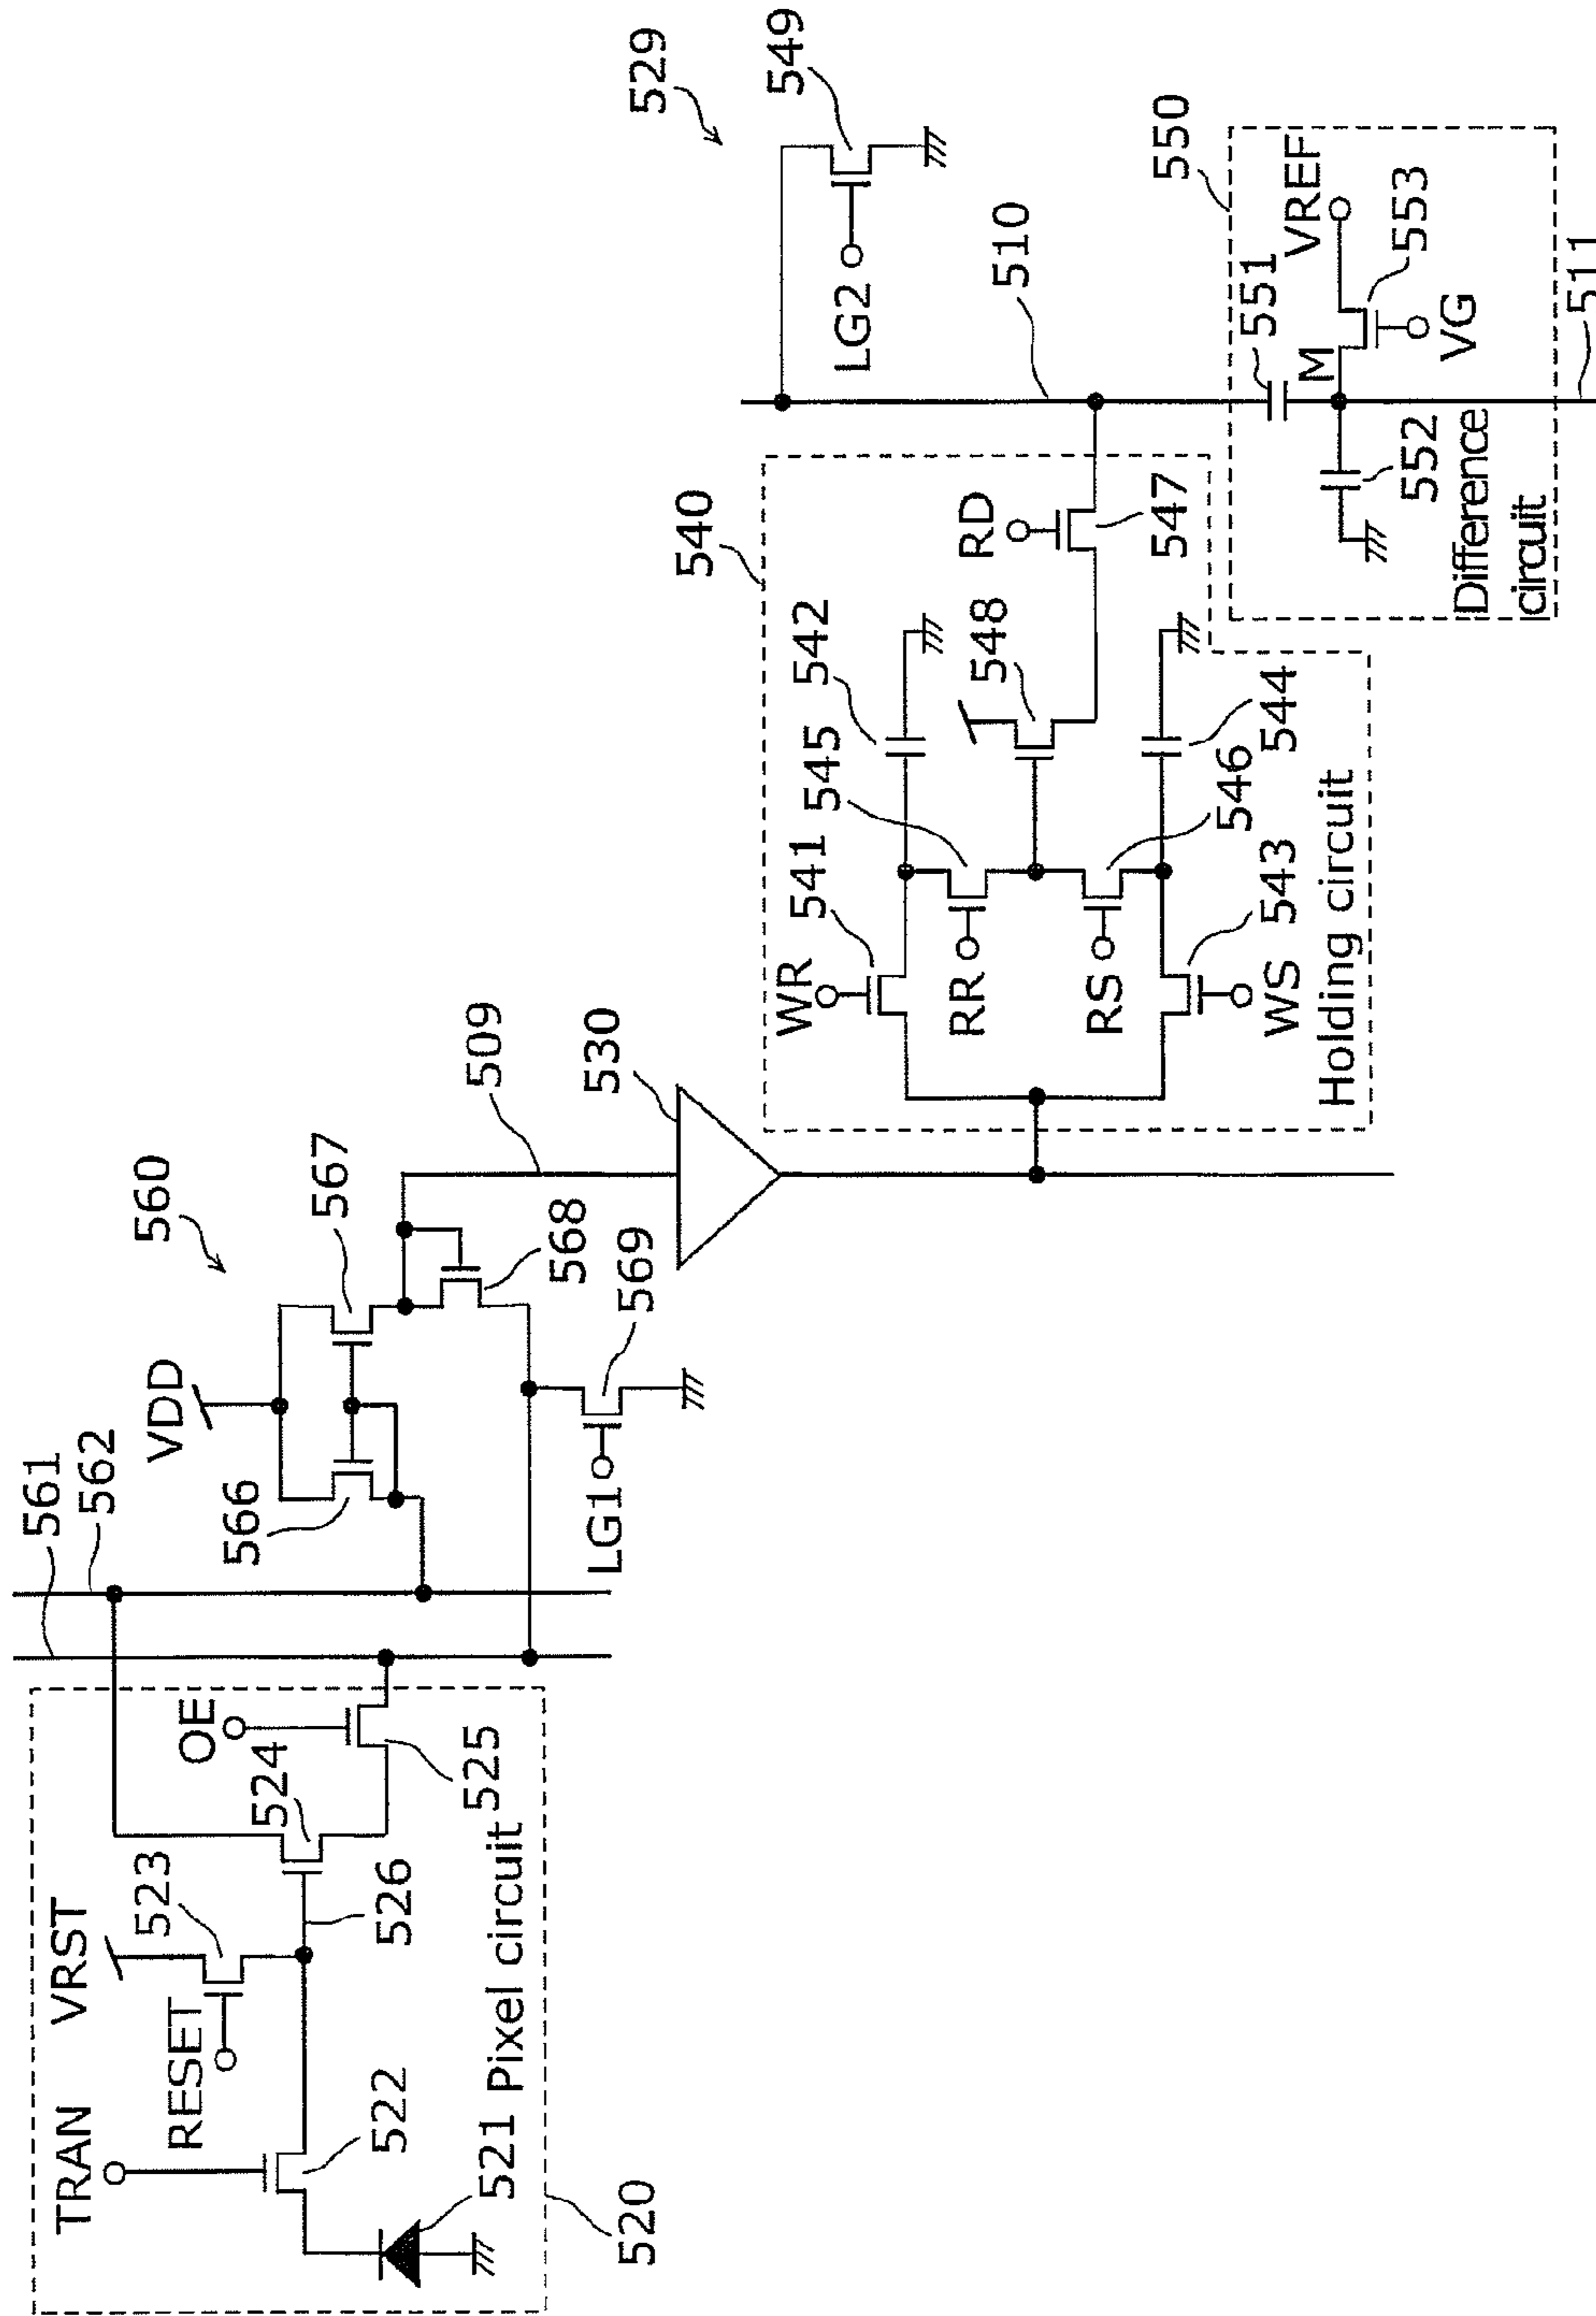 561
562
560
VDD
567
566
568
569
LG1
509
530
TRAN
VRST
RESET
523
OE
524
525
526
522
521
Pixel circuit
520
529
549
LG2
510
540
WR
541
545
542
548
RD
547
RR
RS
546
544
WS
543
Holding circuit
550
VREF
551
553
M
VG
552
Difference
circuit
511